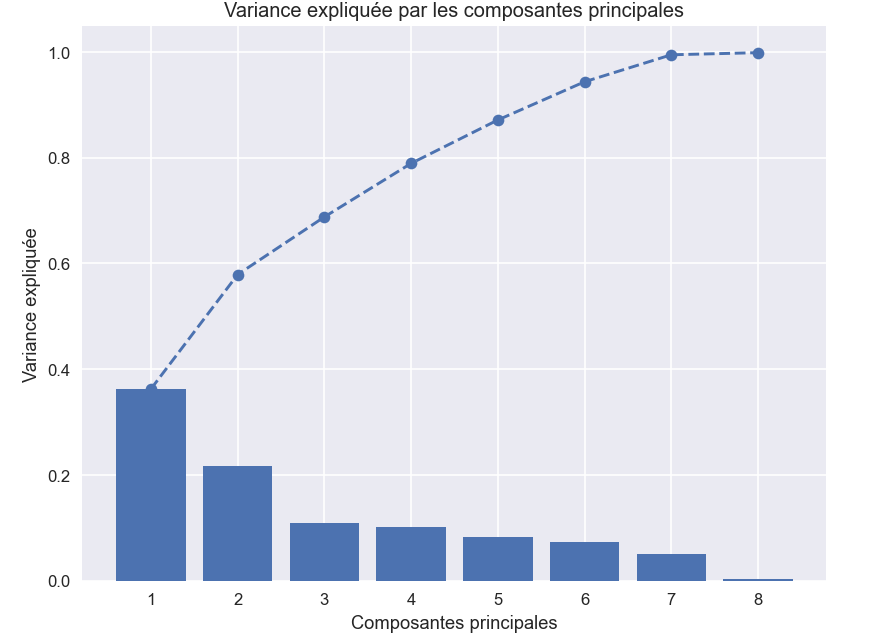 Variance expliquée par les composantes principales
1.0
0.8
0.6
0.4
0.2
0.0
Variance expliquée
1 2 3 4 5 6 7 8
Composantes principales